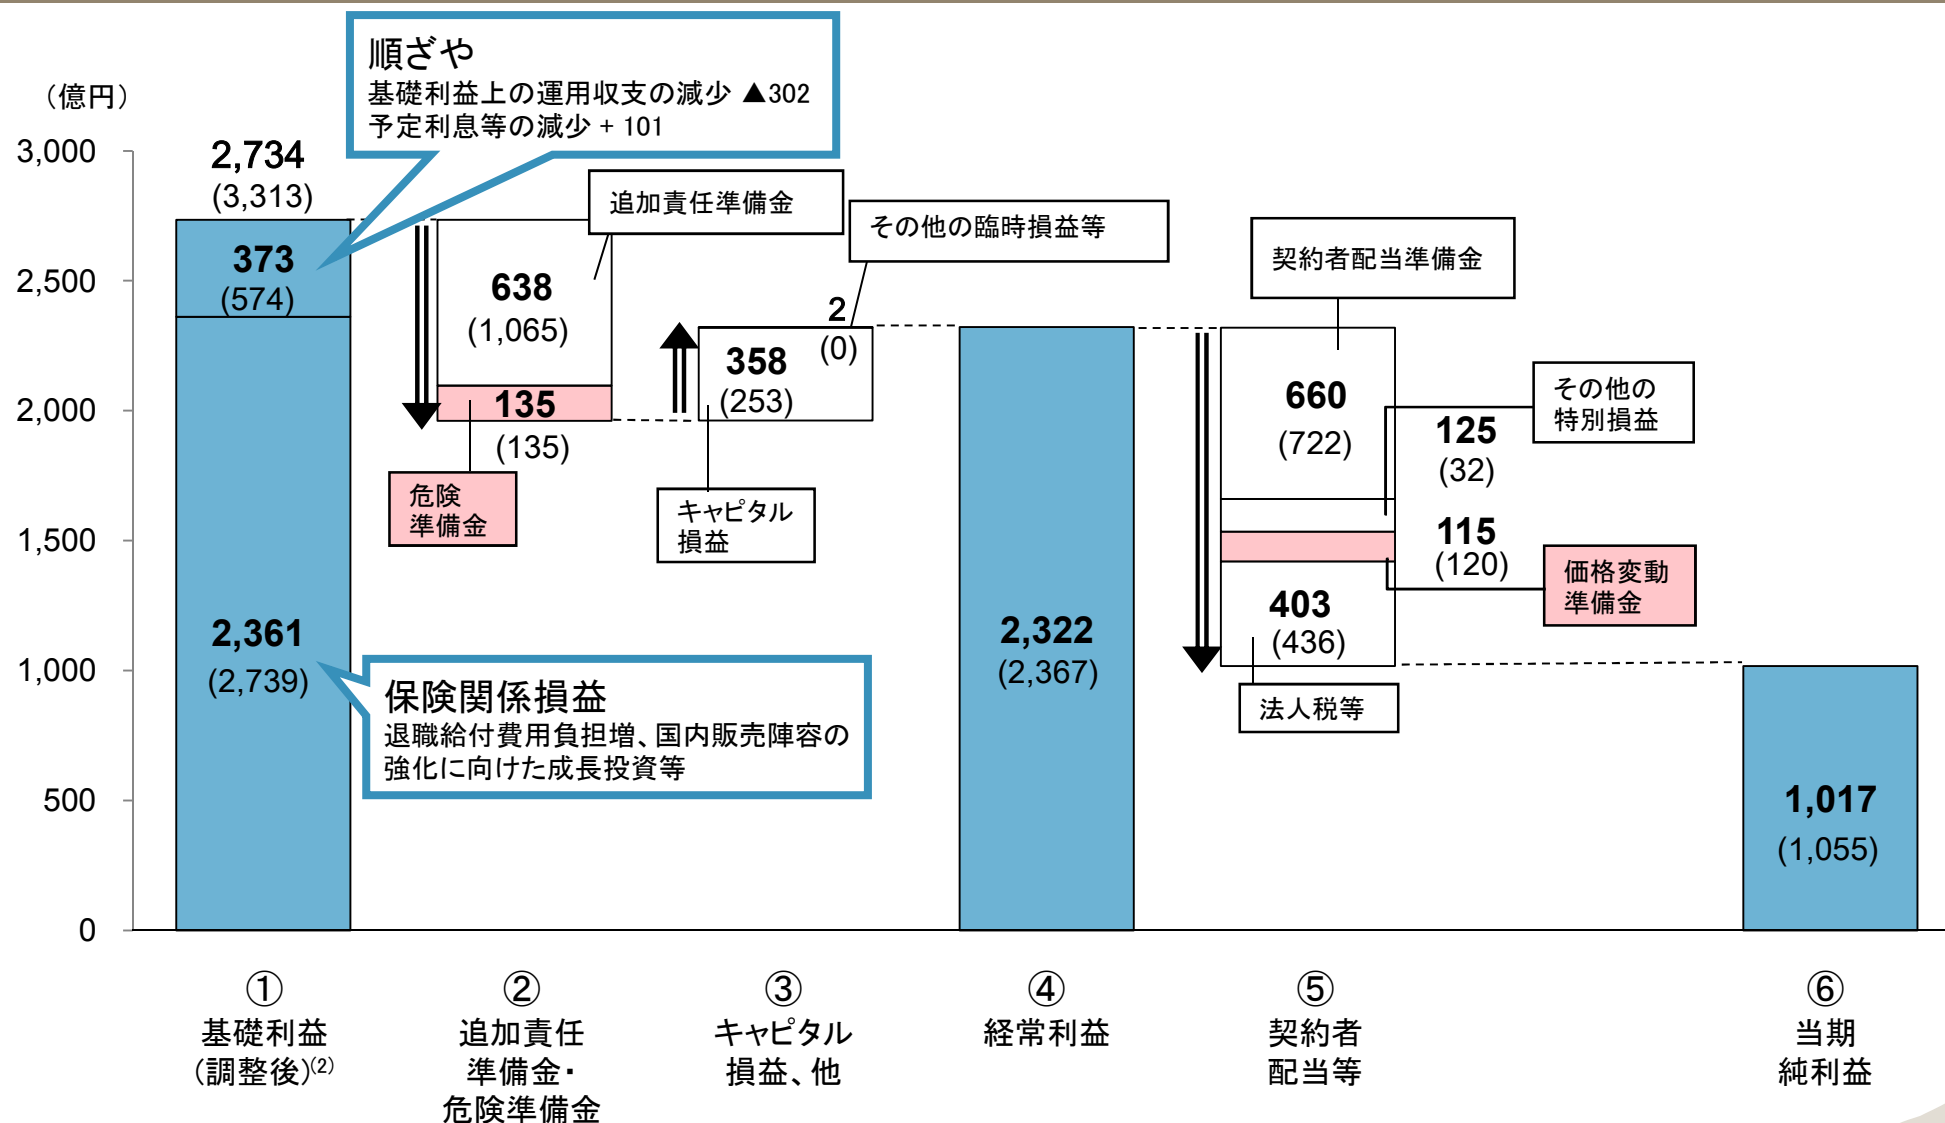 順ざや
基礎利益上の運用収支の減少 ▲302
予定利息等の減少 + 101
（億円）
3,000
2,500
2,000
1,500
1,000
500
0
2,734
(3,313)
373
(574)
2,361
(2,739)
保険関係損益
退職給付費用負担増、国内販売陣容の
強化に向けた成長投資等
追加責任準備金
638
(1,065)
135
(135)
危険
準備金
その他の臨時損益等
2
(0)
358
(253)
キャピタル
損益
2,322
(2,367)
契約者配当準備金
660
(722)
その他の
特別損益
125
(32)
115
(120)
価格変動
準備金
403
(436)
法人税等
1,017
(1,055)
①
基礎利益
(調整後)(2)
②
追加責任
準備金・
危険準備金
③
キャピタル
損益、他
④
経常利益
⑤
契約者
配当等
⑥
当期
純利益